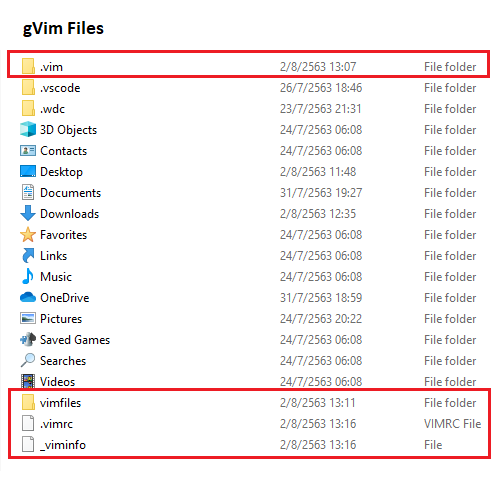 gVim Files
.vim 2/8/2563 13:07 File folder
.vscode 26/7/2563 18:46 File folder
.wdc 23/7/2563 21:31 File folder
3D Objects 24/7/2563 06:08 File folder
Contacts 24/7/2563 06:08 File folder
Desktop 2/8/2563 11:48 File folder
Documents 31/7/2563 19:27 File folder
Downloads 2/8/2563 12:35 File folder
Favorites 24/7/2563 06:08 File folder
Links 24/7/2563 06:08 File folder
Music 24/7/2563 06:08 File folder
OneDrive 31/7/2563 18:59 File folder
Pictures 24/7/2563 20:22 File folder
Saved Games 24/7/2563 06:08 File folder
Searches 24/7/2563 06:08 File folder
Videos 24/7/2563 06:08 File folder
vimfiles 2/8/2563 13:11 File folder
.vimrc 2/8/2563 13:16 VIMRC File
_viminfo 2/8/2563 13:16 File